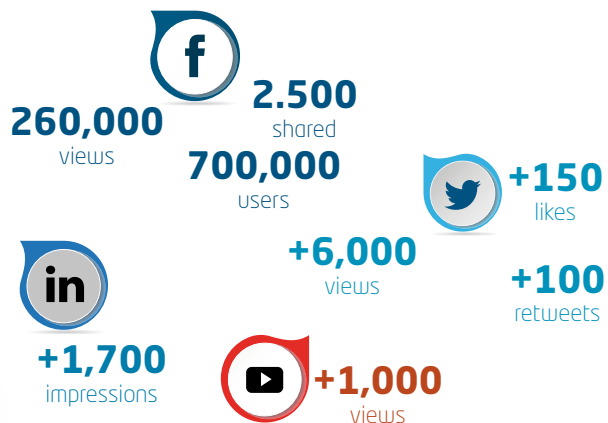 f
2.500
shared
260,000
views
700,000
users
+150
likes
+6,000
views
+100
retweets
in
+1,700
impressions
+1,000
views